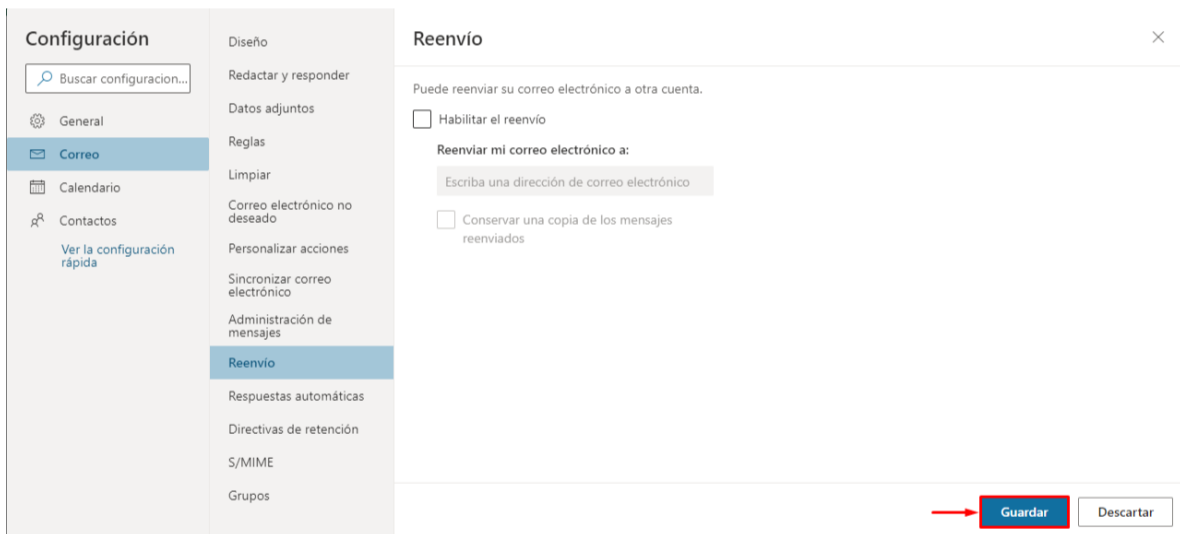 Configuración
Buscar configuracion...
General
Correo
Calendario
Contactos
Ver la configuración
rápida
Diseño
Redactar y responder
Datos adjuntos
Reglas
Limpiar
Correo electrónico no
deseado
Personalizar acciones
Sincronizar correo
electrónico
Administración de
mensajes
Reenvío
Respuestas automáticas
Directivas de retención
S/MIME
Grupos
Reenvío
Puede reenviar su correo electrónico a otra cuenta.
Habilitar el reenvío
Reenviar mi correo electrónico a:
Escriba una dirección de correo electrónico
Conservar una copia de los mensajes
reenviados
Guardar
Descartar